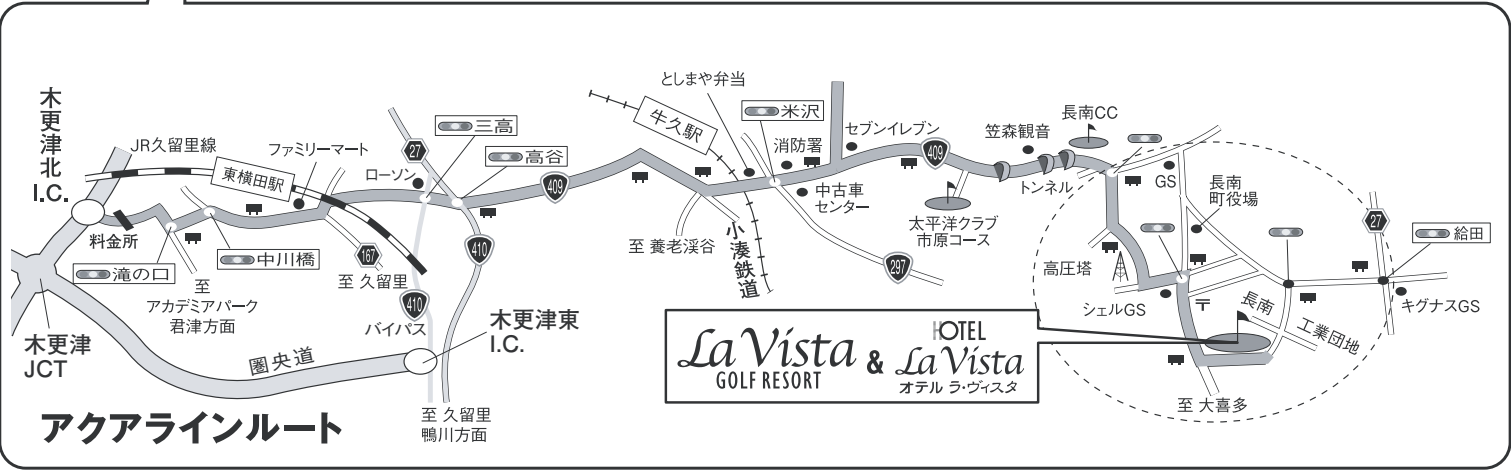 木更津北
I.C.
JR久留里線
東横田駅
ファミリーマート
料金所
滝の口
至
アカデミアパーク
君津方面
中川橋
167
至 久留里
ローソン
27
三高
高谷
409
410
410
バイパス
木更津東
I.C.
木更津
JCT
圏央道
至 久留里
鴨川方面
アクアラインルート
としまや弁当
牛久駅
米沢
消防署
セブンイレブン
中古車
センター
至 養老渓谷
小湊鉄道
297
409
太平洋クラブ
市原コース
笠森観音
トンネル
長南CC
GS
長南
町役場
高圧塔
シェルGS
〒
長南
工業団地
27
給田
キグナスGS
至 大喜多
La Vista
GOLF RESORT
&
HOTEL
La Vista
オテル ラ・ヴィスタ